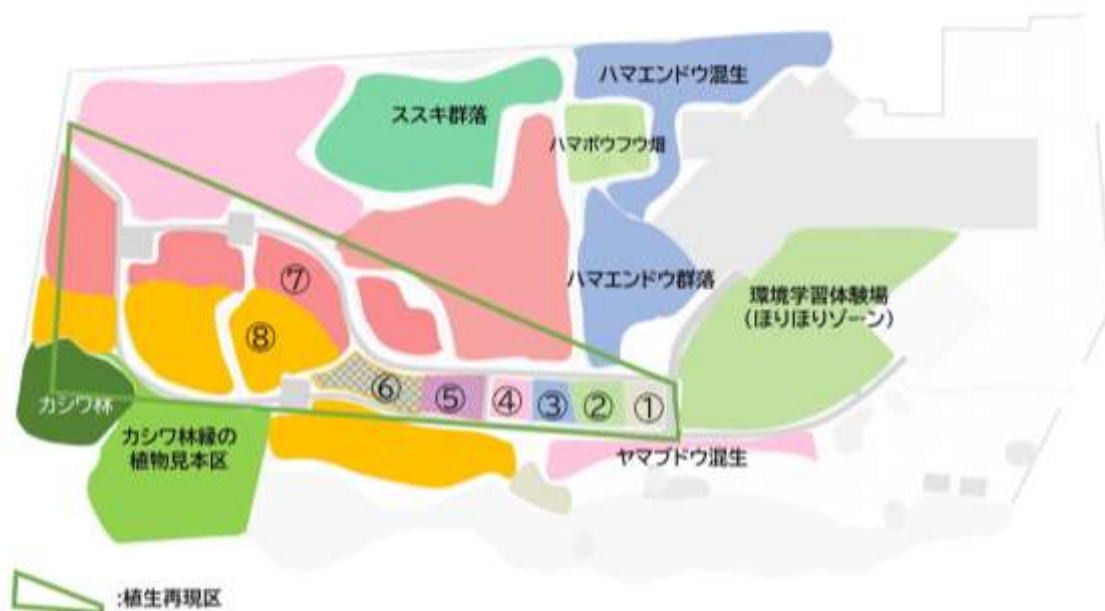 ハマエンドウ混生
ススキ群落
ハマボウフウ畑
⑦
ハマエンドウ群落
環境学習体験場
(ほりほりゾーン)
⑧
カシワ林
⑥
⑤
④
③
②
①
カシワ林縁の
植物見本区
ヤマブドウ混生
:植生再現区